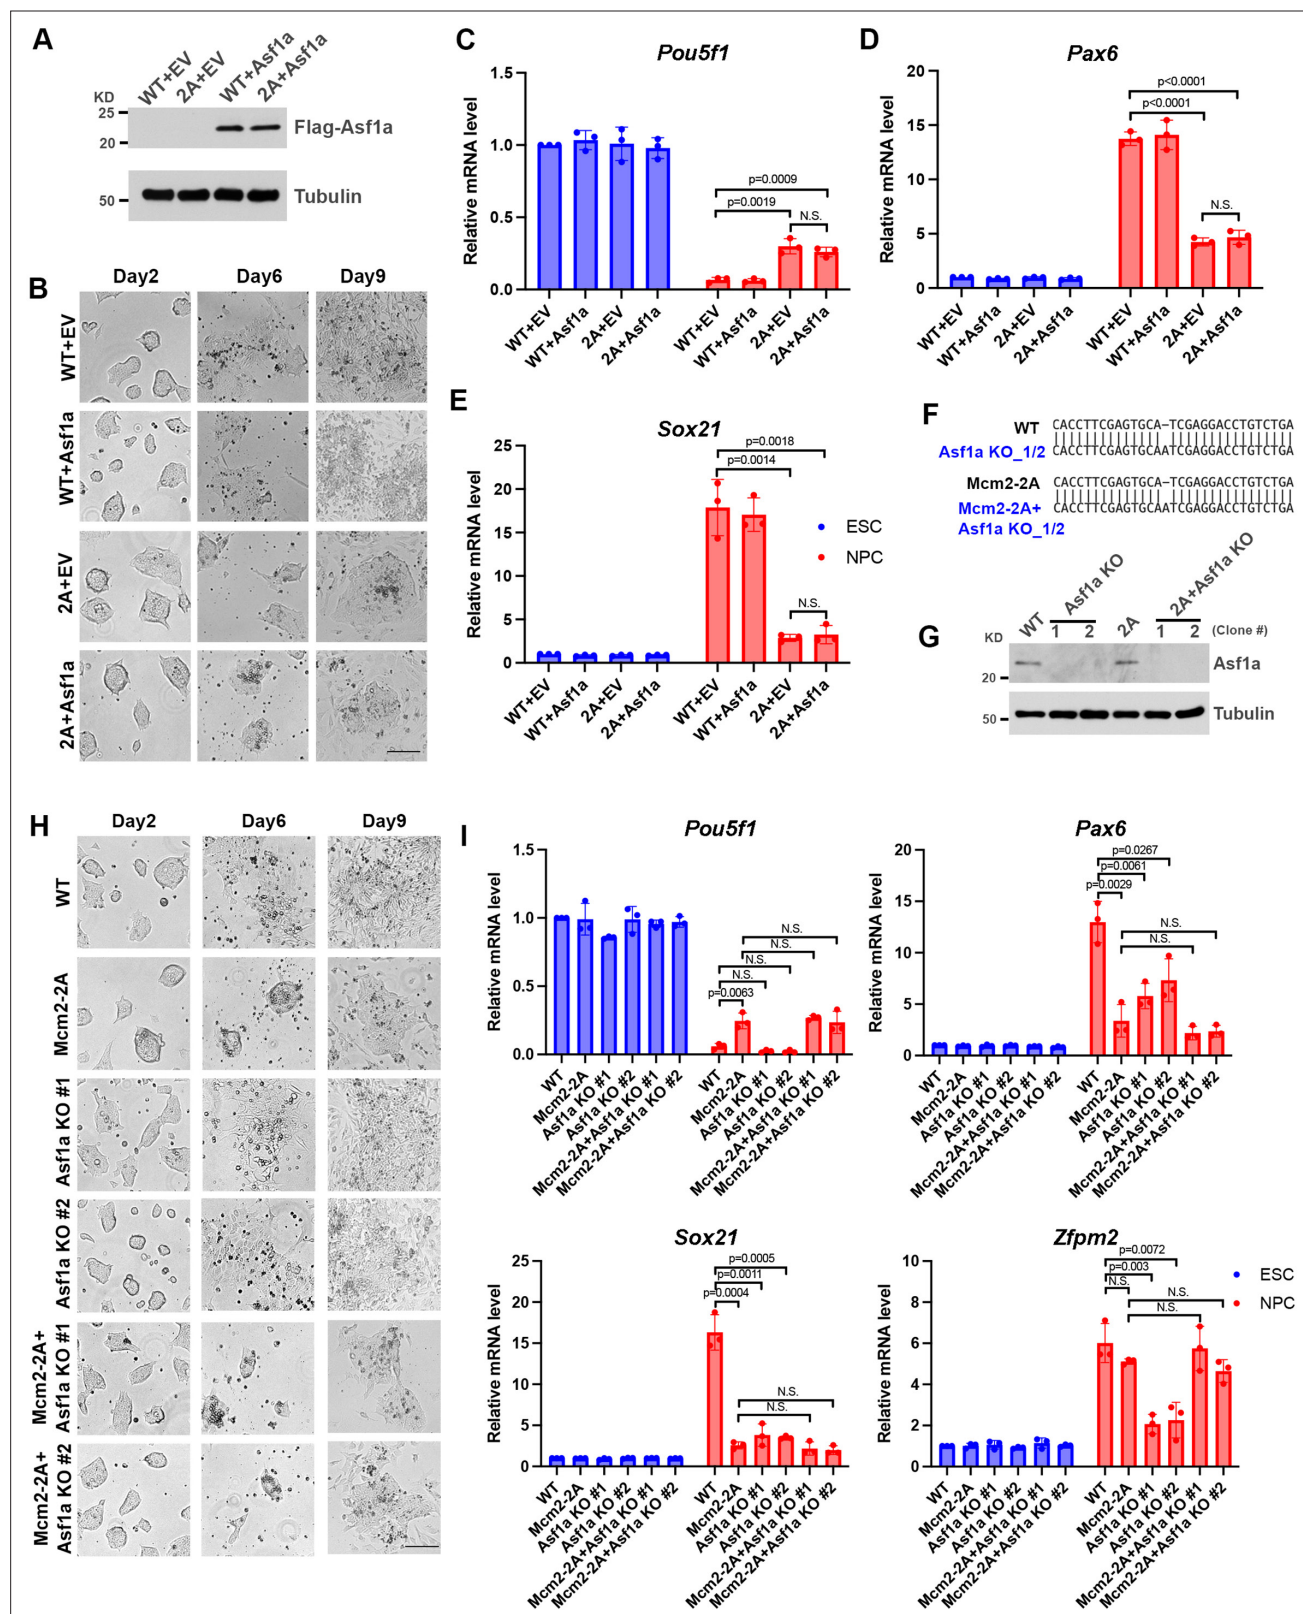 A
WT+EV
2A+EV
WT+Asf1a
2A+Asf1a
KD
25
20
Flag-Asf1a
50
Tubulin
B
Day2 Day6 Day9
WT+EV
WT+Asf1a
2A+EV
2A+Asf1a
C
Pou5f1
Relative mRNA level
1.5
1.0
0.5
0.0
p=0.0009
p=0.0019
N.S.
WT+EV
WT+Asf1a
2A+EV
2A+Asf1a
WT+EV
WT+Asf1a
2A+EV
2A+Asf1a
D
Pax6
Relative mRNA level
20
15
10
5
0
p<0.0001
p<0.0001
N.S.
WT+EV
WT+Asf1a
2A+EV
2A+Asf1a
WT+EV
WT+Asf1a
2A+EV
2A+Asf1a
E
Sox21
Relative mRNA level
25
20
15
10
5
0
p=0.0018
p=0.0014
N.S.
ESC
NPC
WT+EV
WT+Asf1a
2A+EV
2A+Asf1a
WT+EV
WT+Asf1a
2A+EV
2A+Asf1a
F
WT CACCTTCGAGTGCA-TCGAGGACCTGTCTGA
Asf1a KO_1/2 CACCTTCGAGTGCAATCGAGGACCTGTCTGA
Mcm2-2A CACCTTCGAGTGCA-TCGAGGACCTGTCTGA
Mcm2-2A+ CACCTTCGAGTGCAATCGAGGACCTGTCTGA
Asf1a KO_1/2
G
KD
WT
Asf1a KO
2A
2A+Asf1a KO
1 2 1 2 (Clone #)
20
Asf1a
50
Tubulin
H
Day2 Day6 Day9
WT
Mcm2-2A
Asf1a KO #1
Asf1a KO #2
Mcm2-2A+
Asf1a KO #1
Mcm2-2A+
Asf1a KO #2
I
Pou5f1
Relative mRNA level
1.5
1.0
0.5
0.0
N.S.
N.S.
N.S.
N.S.
p=0.0063
WT
Mcm2-2A
Asf1a KO #1
Asf1a KO #2
Mcm2-2A+Asf1a KO #1
Mcm2-2A+Asf1a KO #2
WT
Mcm2-2A
Asf1a KO #1
Asf1a KO #2
Mcm2-2A+Asf1a KO #1
Mcm2-2A+Asf1a KO #2
Pax6
Relative mRNA level
20
15
10
5
0
p=0.0267
p=0.0061
p=0.0029
N.S.
N.S.
WT
Mcm2-2A
Asf1a KO #1
Asf1a KO #2
Mcm2-2A+Asf1a KO #1
Mcm2-2A+Asf1a KO #2
WT
Mcm2-2A
Asf1a KO #1
Asf1a KO #2
Mcm2-2A+Asf1a KO #1
Mcm2-2A+Asf1a KO #2
Sox21
Relative mRNA level
25
20
15
10
5
0
p=0.0005
p=0.0011
p=0.0004
N.S.
N.S.
WT
Mcm2-2A
Asf1a KO #1
Asf1a KO #2
Mcm2-2A+Asf1a KO #1
Mcm2-2A+Asf1a KO #2
WT
Mcm2-2A
Asf1a KO #1
Asf1a KO #2
Mcm2-2A+Asf1a KO #1
Mcm2-2A+Asf1a KO #2
Zfpm2
Relative mRNA level
10
8
6
4
2
0
p=0.0072
p=0.003
N.S.
N.S.
N.S.
ESC
NPC
WT
Mcm2-2A
Asf1a KO #1
Asf1a KO #2
Mcm2-2A+Asf1a KO #1
Mcm2-2A+Asf1a KO #2
WT
Mcm2-2A
Asf1a KO #1
Asf1a KO #2
Mcm2-2A+Asf1a KO #1
Mcm2-2A+Asf1a KO #2